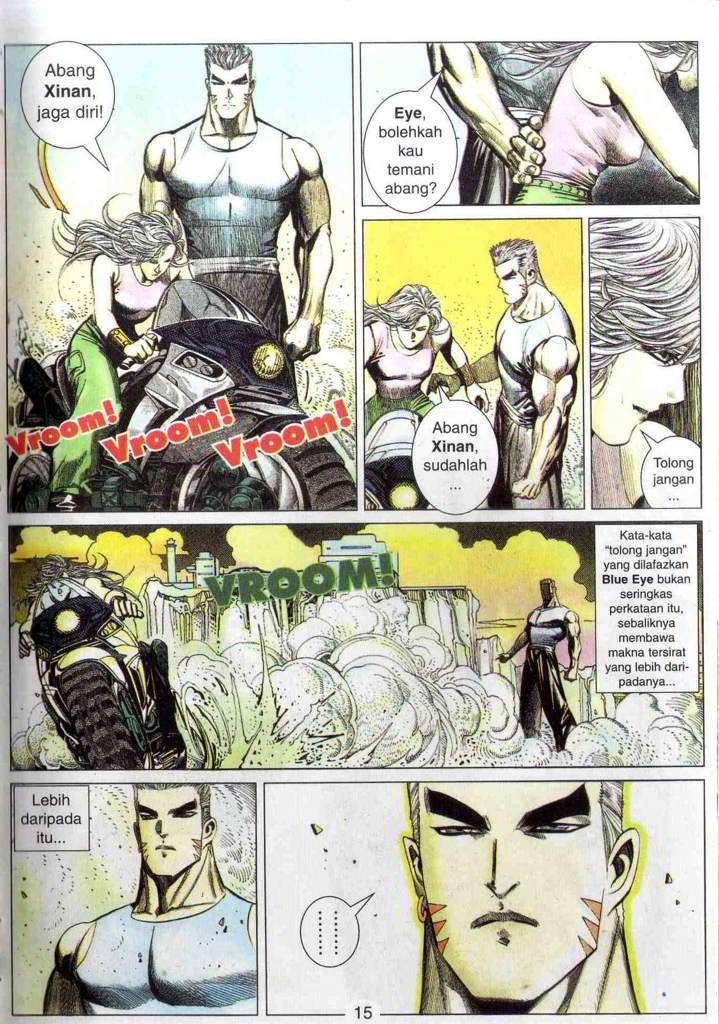 Abang
Xinan,
jaga diri!
Vroom!
Vroom!
Vroom!
Eye,
bolehkah
kau
temani
abang?
Abang
Xinan,
sudahlah
...
Tolong
jangan
...
VROOM!
Kata-kata
“tolong jangan”
yang dilafazkan
Blue Eye bukan
seringkas
perkataan itu,
sebaliknya
membawa
makna tersirat
yang lebih dari-
padanya...
Lebih
daripada
itu...
15